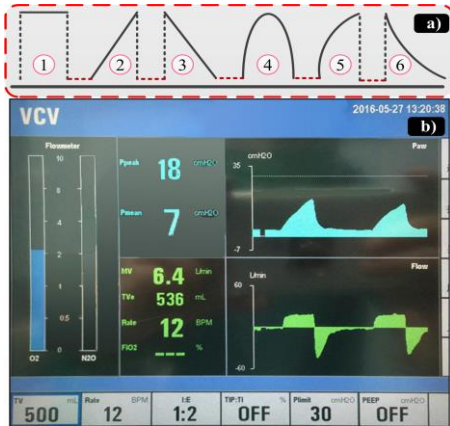 a)
1 2 3 4 5 6
VCV
2016-05-27 13:20:38
b)
Flowmeter
10
8
4
2
1
0.5
0
O2 N2O
Ppeak 18 cmH2O
Pmean 7 cmH2O
MV 6.4 L/min
TVe 536 mL
Rate 12 BPM
FiO2 --- %
cmH2O Paw
35
-7
L/min Flow
60
-60
TV mL Rate BPM I:E TIP:TI % Plimit cmH2O PEEP cmH2O
500 12 1:2 OFF 30 OFF